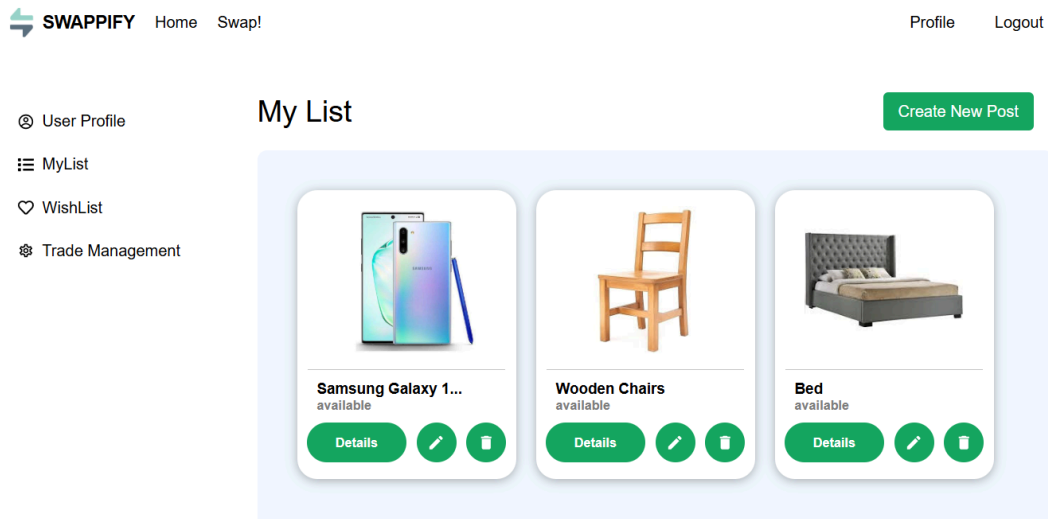 SWAPPIFY Home Swap! Profile Logout
User Profile
MyList
WishList
Trade Management
My List
Create New Post
SAMSUNG
Samsung Galaxy 1...
available
Details
Wooden Chairs
available
Details
Bed
available
Details